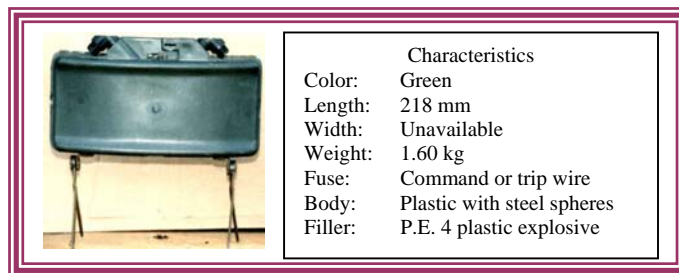 Characteristics
Color: Green
Length: 218 mm
Width: Unavailable
Weight: 1.60 kg
Fuse: Command or trip wire
Body: Plastic with steel spheres
Filler: P.E. 4 plastic explosive